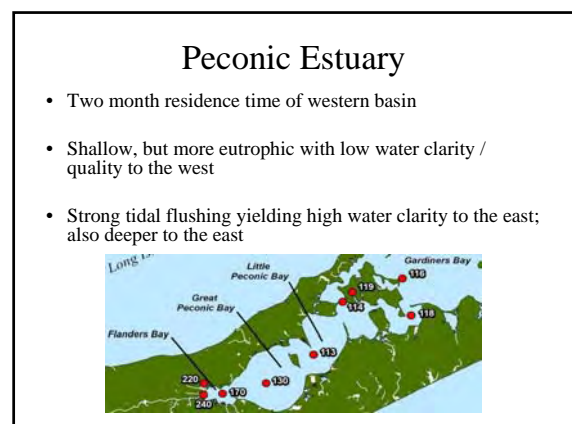 Peconic Estuary
• Two month residence time of western basin
• Shallow, but more eutrophic with low water clarity /
quality to the west
• Strong tidal flushing yielding high water clarity to the east;
also deeper to the east
Long
Gardiners Bay
Little
Peconic Bay
Great
Peconic Bay
Flanders Bay
116
119
114
118
113
220
130
170
240